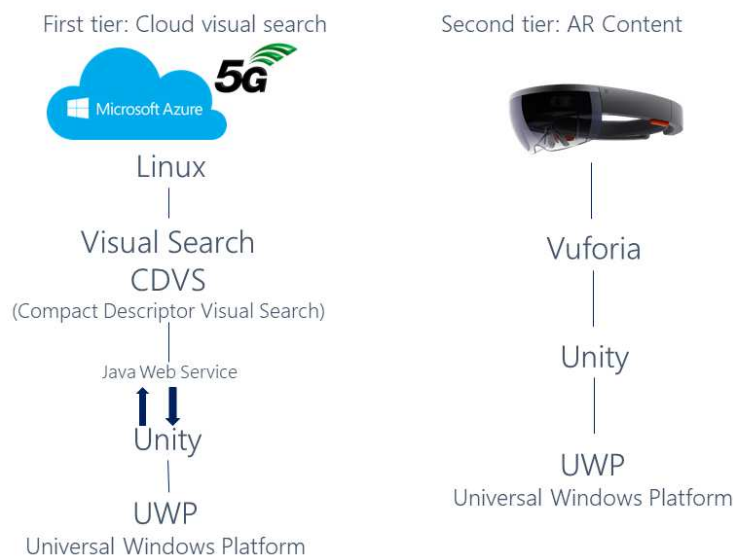 First tier: Cloud visual search
5G
Microsoft Azure
Linux
Visual Search
CDVS
(Compact Descriptor Visual Search)
Java Web Service
Unity
UWP
Universal Windows Platform
Second tier: AR Content
Vuforia
Unity
UWP
Universal Windows Platform